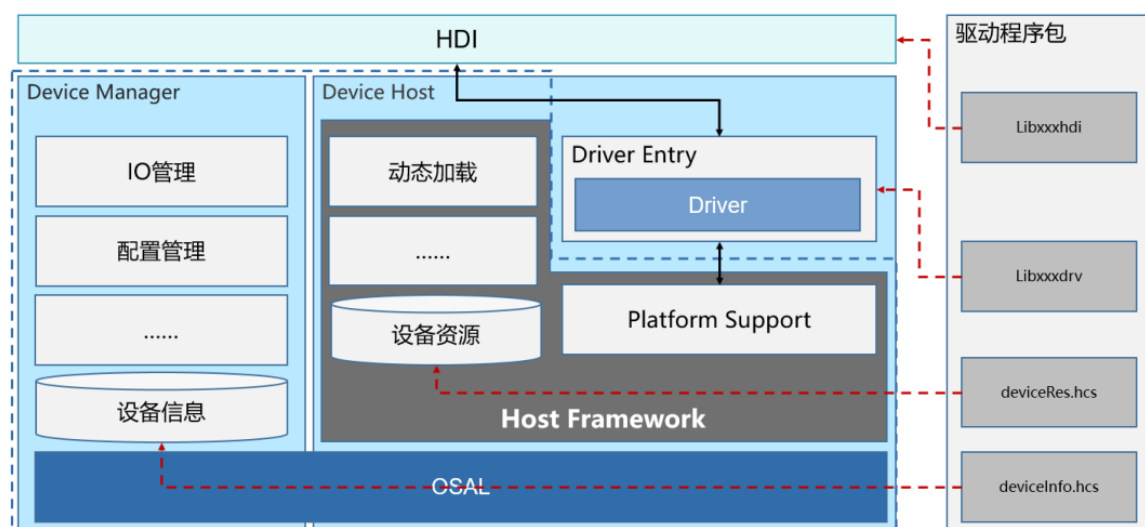 HDI
Device Manager
IO管理
配置管理
......
设备信息
Device Host
动态加载
......
设备资源
Driver Entry
Driver
Platform Support
Host Framework
OSAL
驱动程序包
Libxxxhdi
Libxxxdrv
deviceRes.hcs
deviceInfo.hcs